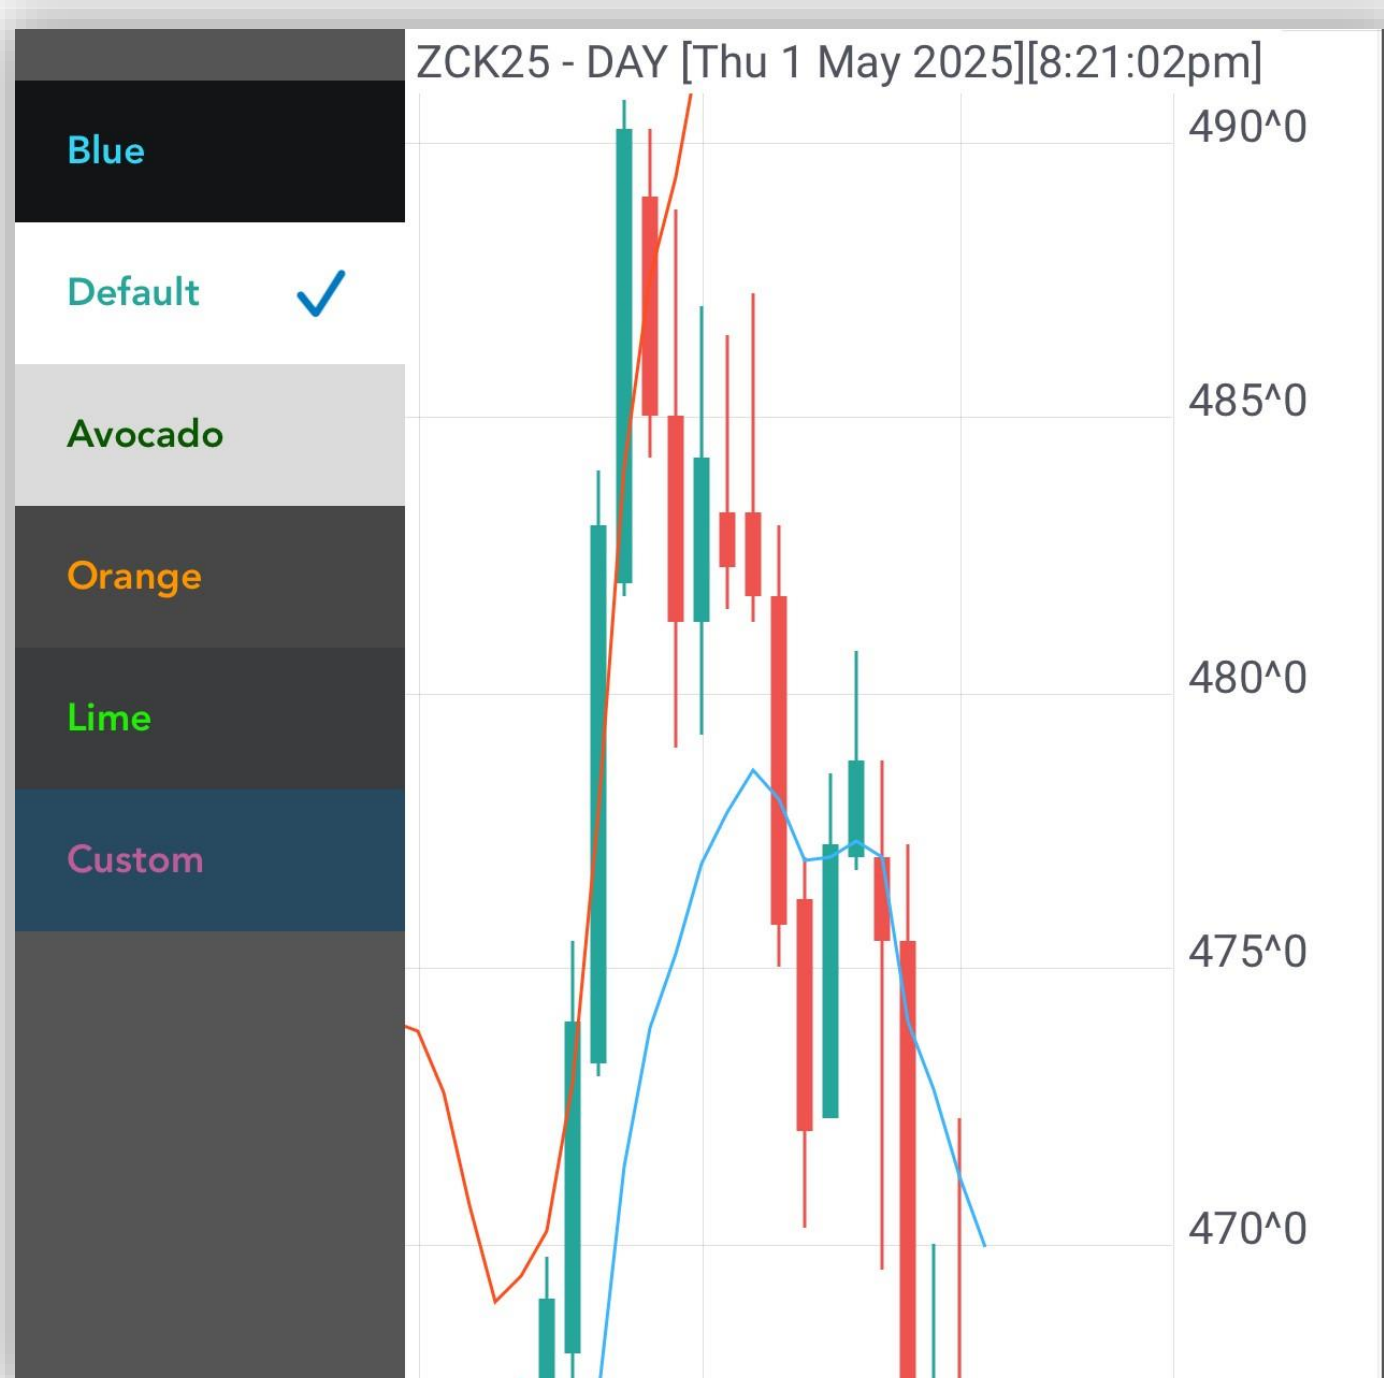 ZCK25 - DAY [Thu 1 May 2025][8:21:02pm]
Blue
Default
Avocado
Orange
Lime
Custom
490^0
485^0
480^0
475^0
470^0